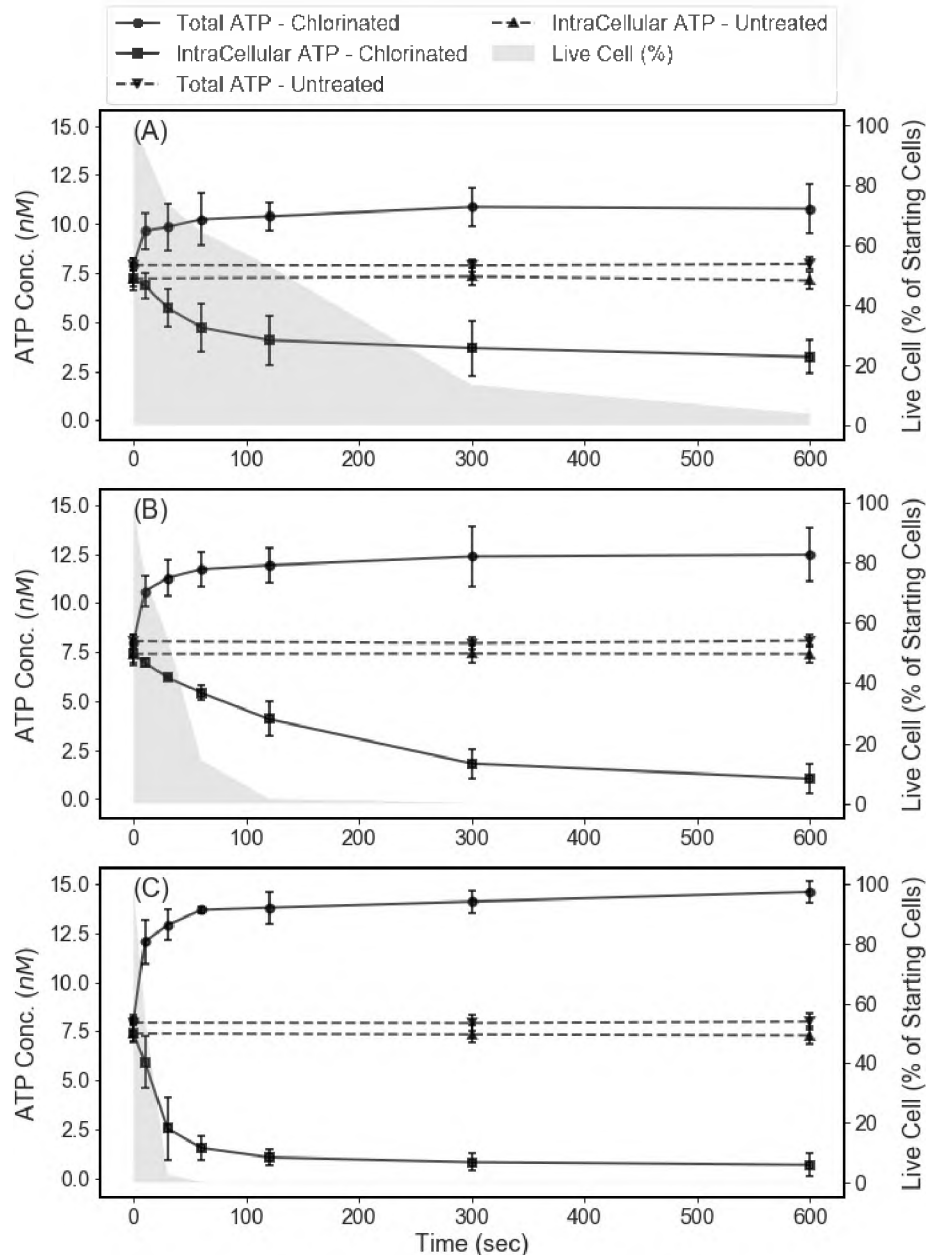 Total ATP - Chlorinated
IntraCellular ATP - Chlorinated
Total ATP - Untreated
IntraCellular ATP - Untreated
Live Cell (%)
(A)
ATP Conc. (nM)
15.0
12.5
10.0
7.5
5.0
2.5
0.0
100
80
60
40
20
0
Live Cell (% of Starting Cells)
0 100 200 300 400 500 600
(B)
ATP Conc. (nM)
15.0
12.5
10.0
7.5
5.0
2.5
0.0
100
80
60
40
20
0
Live Cell (% of Starting Cells)
0 100 200 300 400 500 600
(C)
ATP Conc. (nM)
15.0
12.5
10.0
7.5
5.0
2.5
0.0
100
80
60
40
20
0
Live Cell (% of Starting Cells)
0 100 200 300 400 500 600
Time (sec)